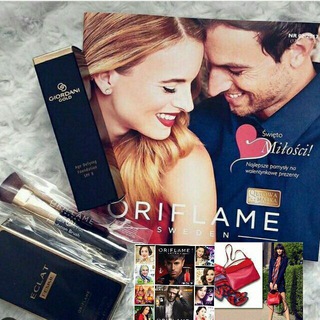 GIORDANI
GOLD
Age Defying
Foundation
SPF 8
NR
Święto
Miłości!
Najlepsze pomysły na
walentynkowe prezenty
ORIFLAME
SWEDEN
ORIFLAME
ECLAT
ORIFLAME